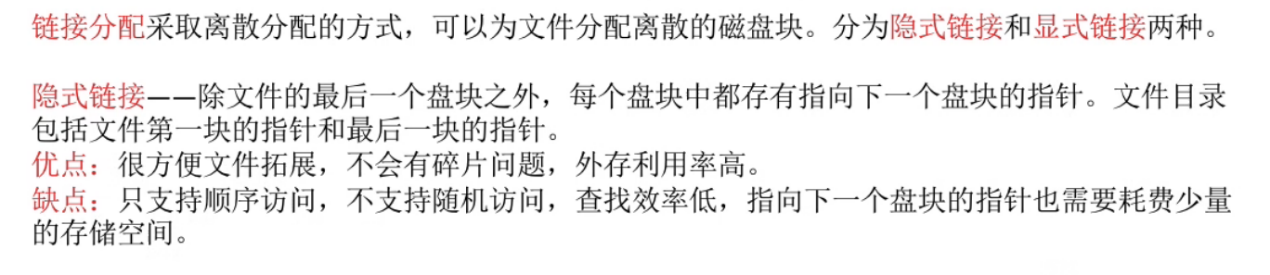 链接分配采取离散分配的方式，可以为文件分配离散的磁盘块。分为隐式链接和显式链接两种。
隐式链接——除文件的最后一个盘块之外，每个盘块中都存有指向下一个盘块的指针。文件目录
包括文件第一块的指针和最后一块的指针。
优点：很方便文件拓展，不会有碎片问题，外存利用率高。
缺点：只支持顺序访问，不支持随机访问，查找效率低，指向下一个盘块的指针也需要耗费少量
的存储空间。